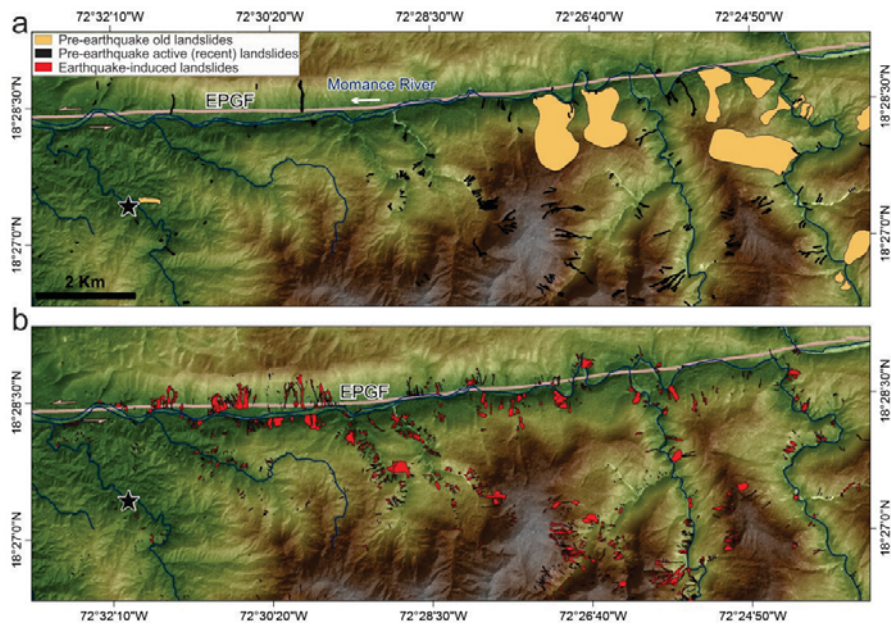 a
72°32'10"W 72°30'20"W 72°28'30"W 72°26'40"W 72°24'50"W
Pre-earthquake old landslides
Pre-earthquake active (recent) landslides
Earthquake-induced landslides
Momance River
EPGF
18°28'30"N
18°28'30"N
18°27'0"N
18°27'0"N
2 Km
b
EPGF
18°28'30"N
18°28'30"N
18°27'0"N
18°27'0"N
72°32'10"W 72°30'20"W 72°28'30"W 72°26'40"W 72°24'50"W